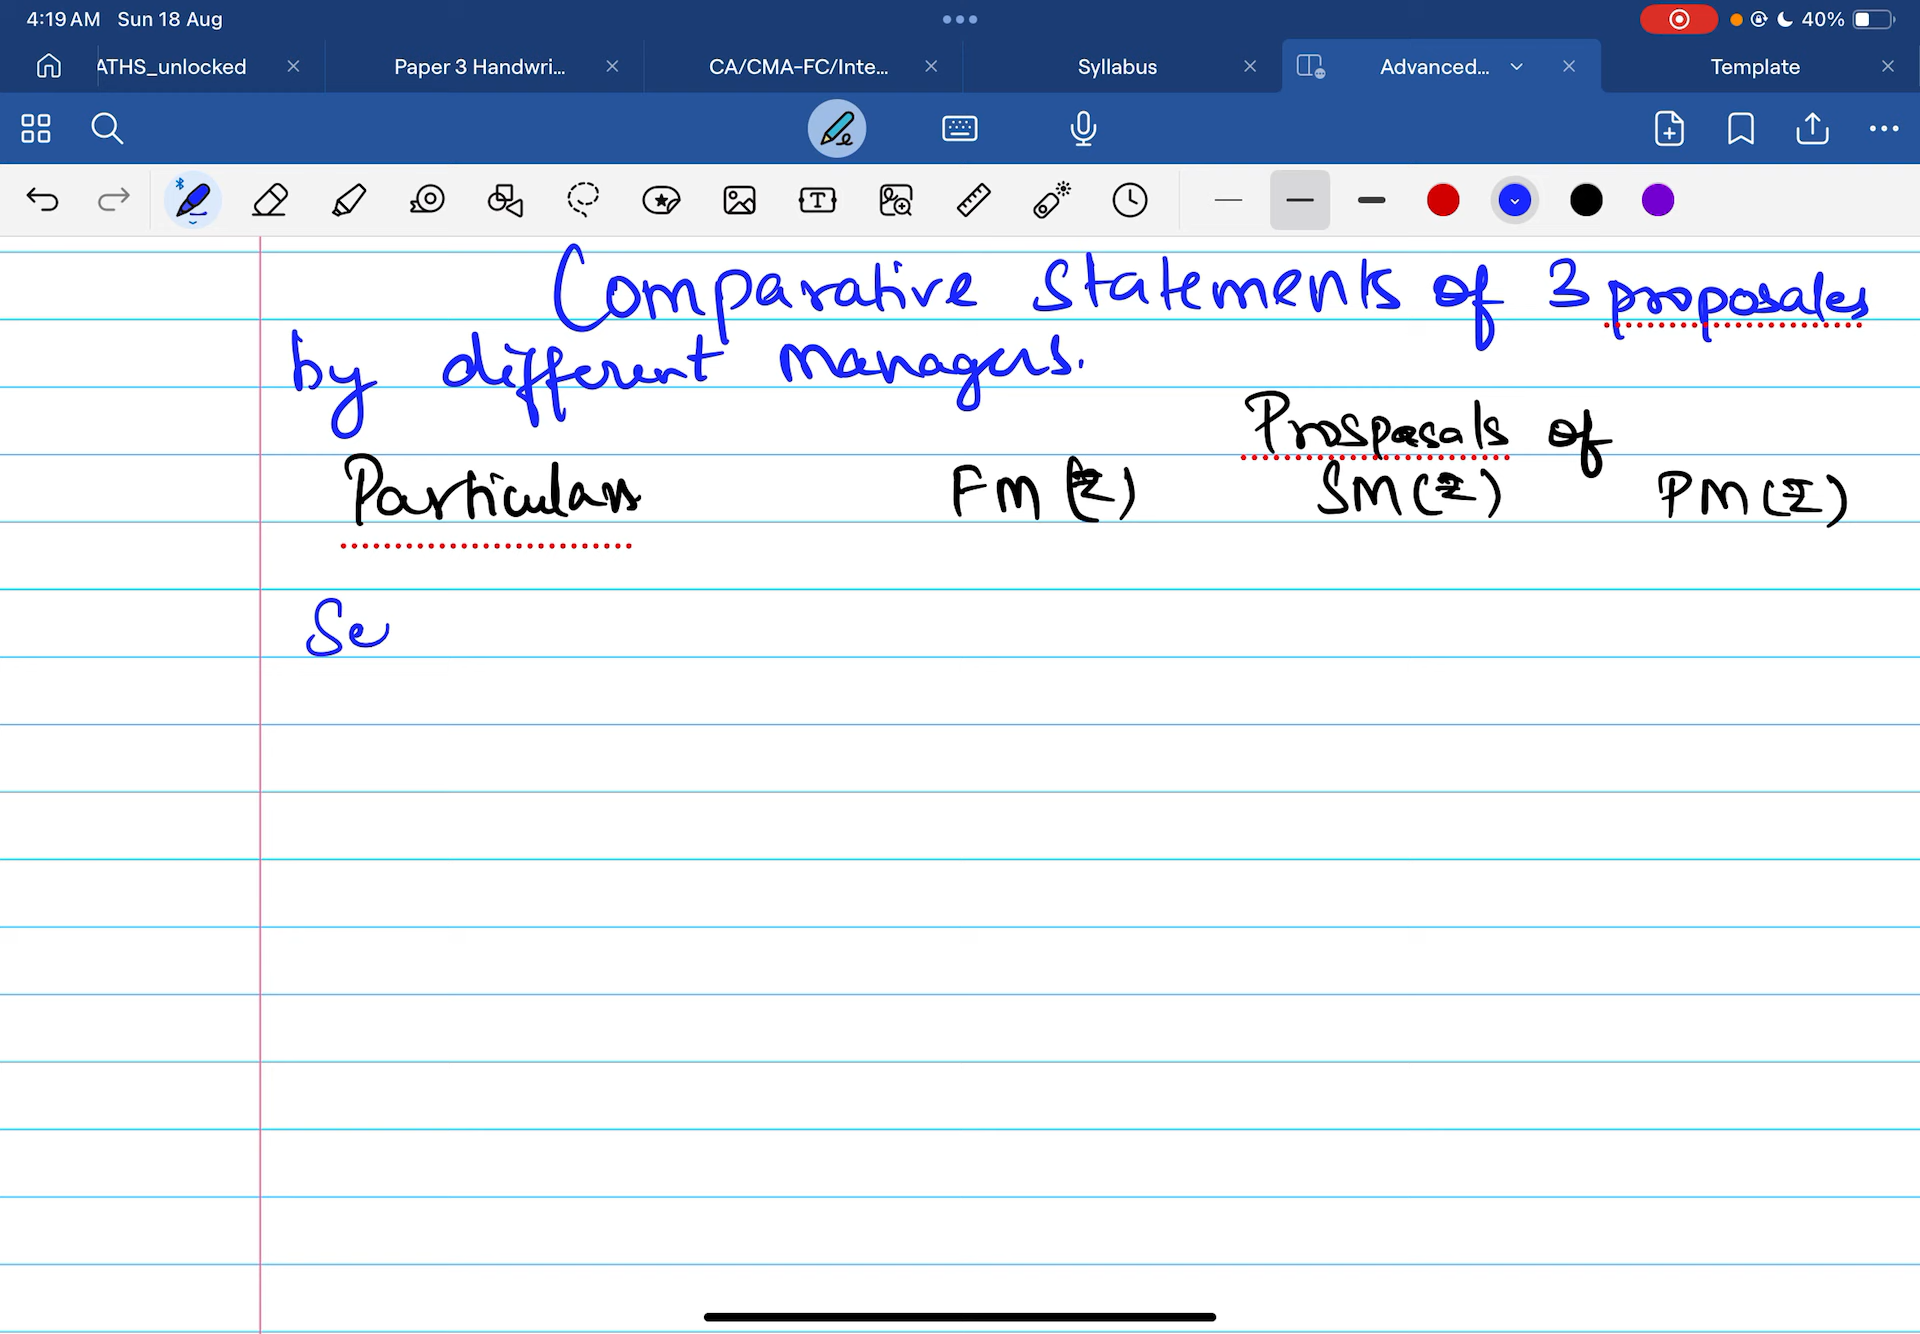 4:19 AM Sun 18 Aug
40%
ATHS_unlocked
Paper 3 Handwri...
CA/CMA-FC/Inte...
Syllabus
Advanced...
Template
Comparative Statements of 3 proposales
by different managers.
Prospasals of
Particulars FM (₹) SM (₹) PM (₹)
Se